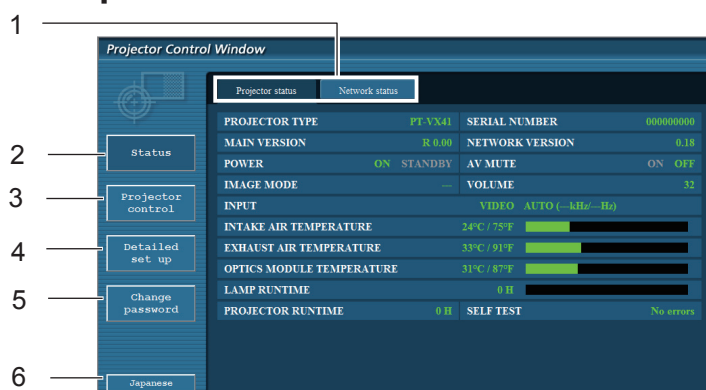 1
Projector Control Window
Projector status Network status
PROJECTOR TYPE PT-VX41 SERIAL NUMBER 000000000
MAIN VERSION R 0.00 NETWORK VERSION 0.18
2 Status
POWER ON STANDBY AV MUTE ON OFF
IMAGE MODE --- VOLUME 32
3 Projector
control
INPUT VIDEO AUTO (—kHz/—Hz)
INTAKE AIR TEMPERATURE 24°C / 75°F
4 Detailed
set up
EXHAUST AIR TEMPERATURE 33°C / 91°F
OPTICS MODULE TEMPERATURE 31°C / 87°F
LAMP RUNTIME 0 H
5 Change
password
PROJECTOR RUNTIME 0 H SELF TEST No errors
6 Japanese